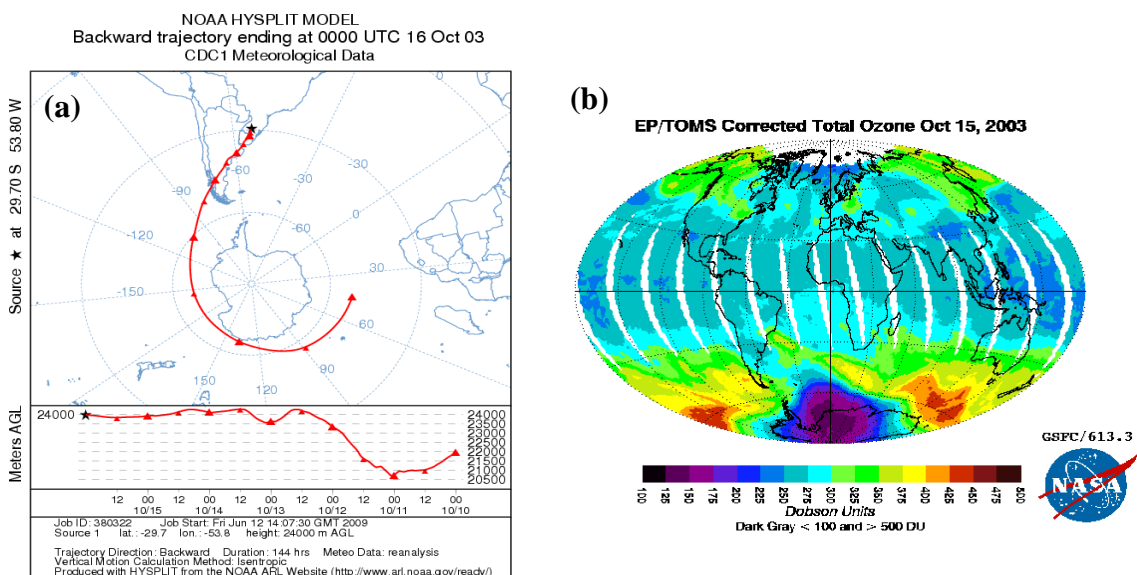 NOAA HYSPLIT MODEL
Backward trajectory ending at 0000 UTC 16 Oct 03
CDC1 Meteorological Data
(a)
Source ★ at 29.70 S 53.80 W
0
-30
-60
-90
0
-120
-60
-30
30
-150
60
150
120
90
Meters AGL
24000
24000
23500
23000
22500
22000
21500
21000
20500
12 00 12 00 12 00 12 00 12 00 12 00
10/15 10/14 10/13 10/12 10/11 10/10
Job ID: 380322 Job Start: Fri Jun 12 14:07:30 GMT 2009
Source 1 lat.: -29.7 lon.: -53.8 height: 24000 m AGL
Trajectory Direction: Backward Duration: 144 hrs Meteo Data: reanalysis
Vertical Motion Calculation Method: Isentropic
Produced with HYSPLIT from the NOAA ARL Website (http://www.arl.noaa.gov/ready/)
(b)
EP/TOMS Corrected Total Ozone Oct 15, 2003
GSFC/613.3
NASA
100 125 150 175 200 225 250 275 300 325 350 375 400 425 450 475 500
Dobson Units
Dark Gray < 100 and > 500 DU